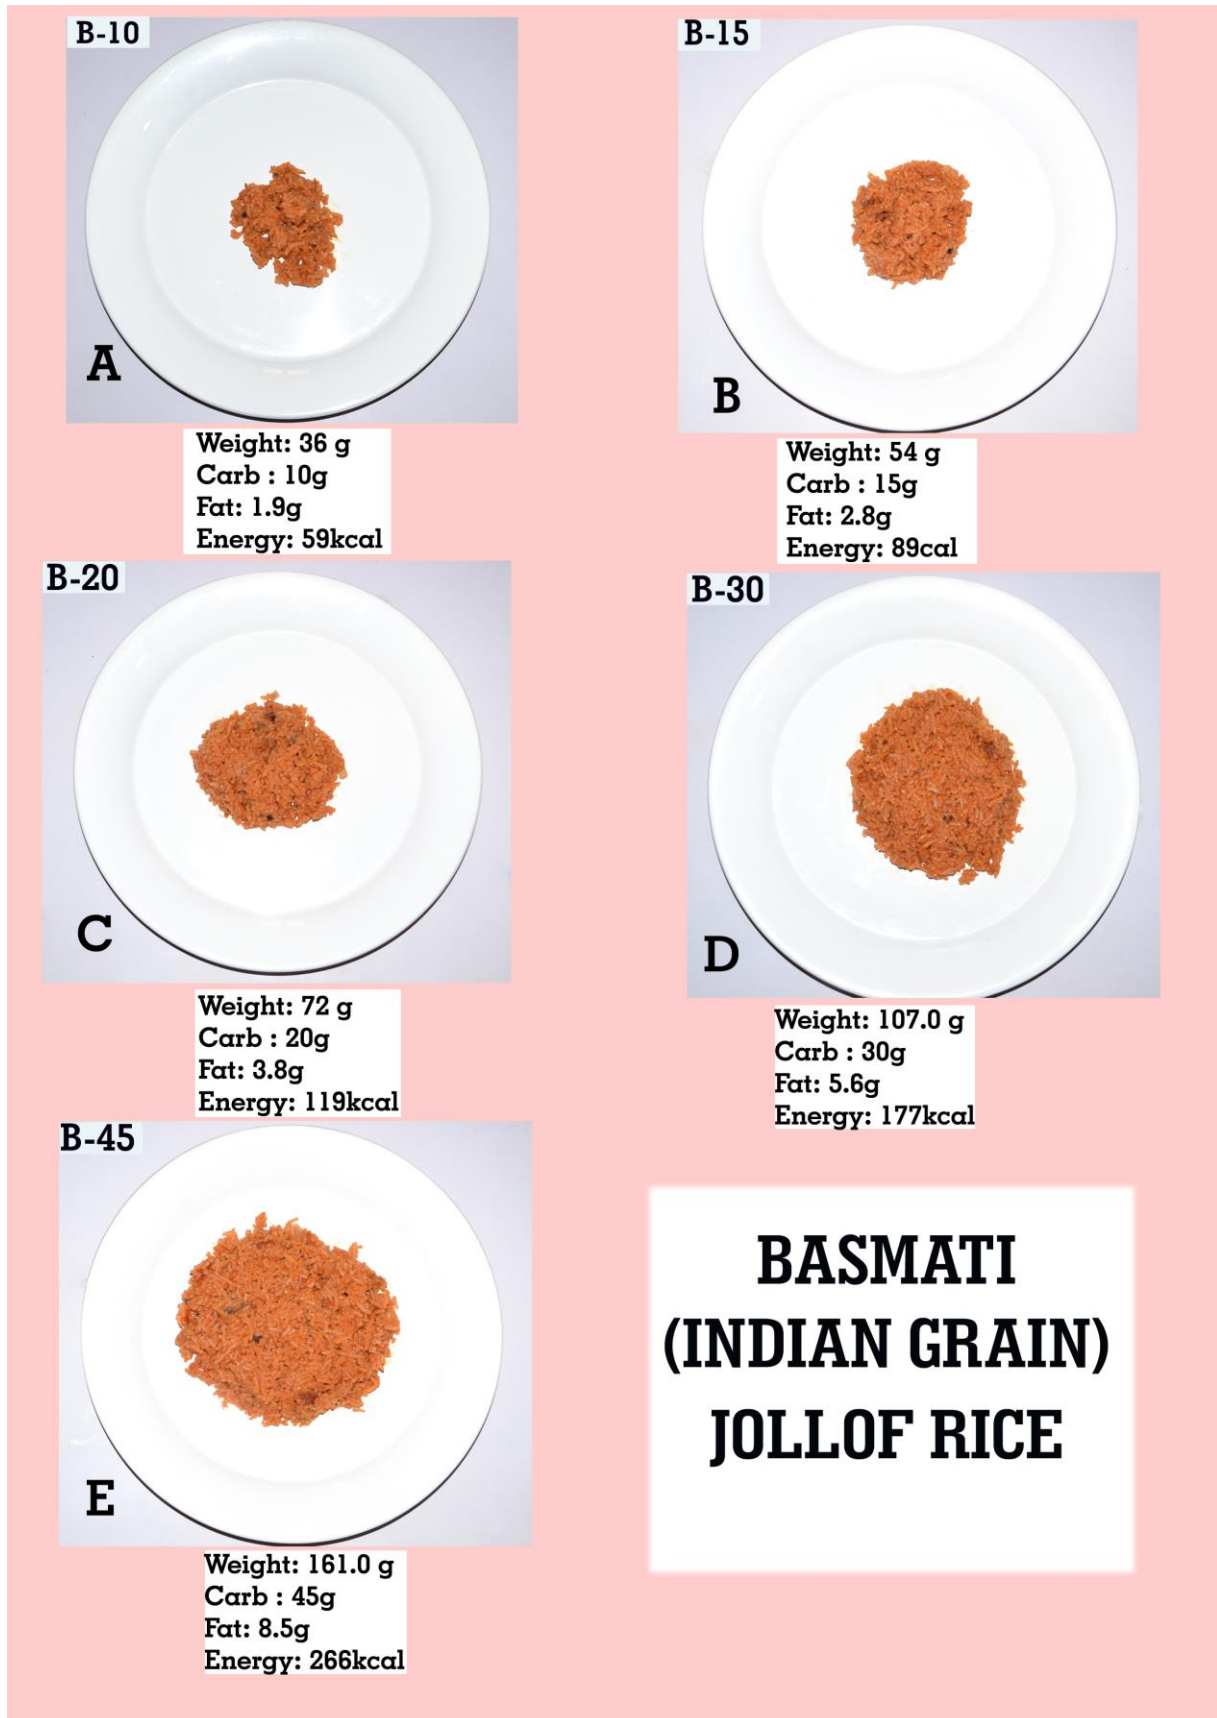 B-10
A
Weight: 36 g
Carb : 10g
Fat: 1.9g
Energy: 59kcal
B-15
B
Weight: 54 g
Carb : 15g
Fat: 2.8g
Energy: 89cal
B-20
C
Weight: 72 g
Carb : 20g
Fat: 3.8g
Energy: 119kcal
B-30
D
Weight: 107.0 g
Carb : 30g
Fat: 5.6g
Energy: 177kcal
B-45
E
Weight: 161.0 g
Carb : 45g
Fat: 8.5g
Energy: 266kcal
BASMATI
(INDIAN GRAIN)
JOLLOF RICE